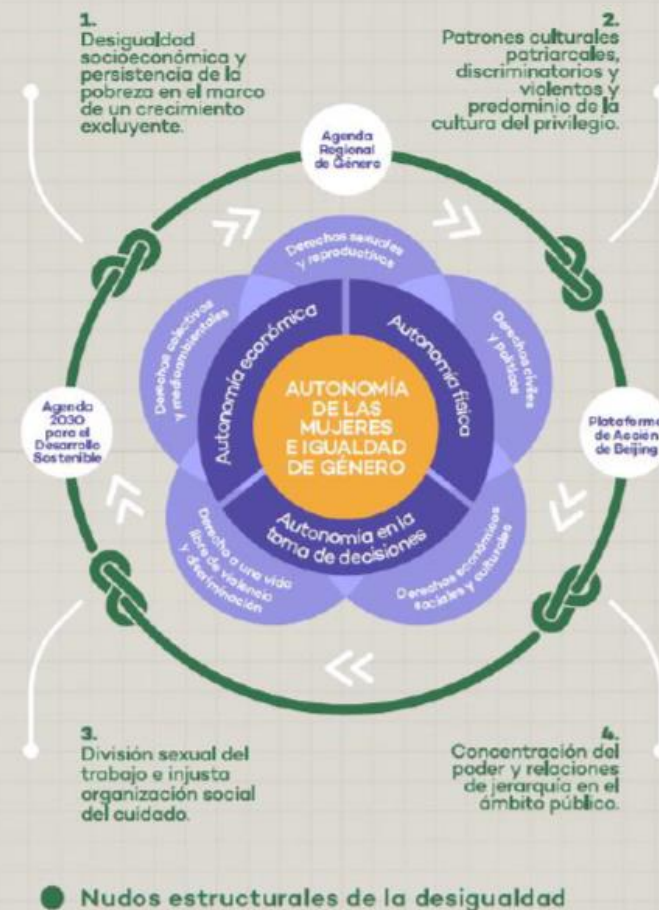 1.
Desigualdad
socioeconómica y
persistencia de la
pobreza en el marco
de un crecimiento
excluyente.
2.
Patrones culturales
patriarcales,
discriminatorios y
violentos y
predominio de la
cultura del privilegio.
Agenda
Regional
de Género
Derechos sexuales
y reproductivos
Derechos colectivos
y medioambientales
Autonomía económica
Autonomía física
Derechos civiles
y Políticos
AUTONOMÍA
DE LAS
MUJERES
E IGUALDAD
DE GÉNERO
Agenda
2030
para el
Desarrollo
Sostenible
Plataforma
de Acción
de Beijing
Autonomía en la
toma de decisiones
Derecho a una vida
libre de violencia
y discriminación
Derechos económicos
sociales y culturales
3.
División sexual del
trabajo e injusta
organización social
del cuidado.
4.
Concentración del
poder y relaciones
de jerarquía en el
ámbito público.
Nudos estructurales de la desigualdad